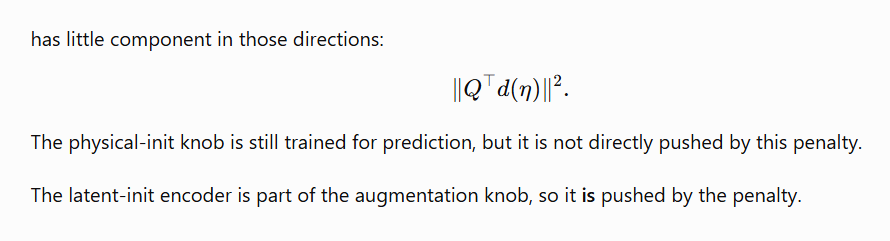 has little component in those directions:
‖Q⊤d(η)‖².
The physical-init knob is still trained for prediction, but it is not directly pushed by this penalty.
The latent-init encoder is part of the augmentation knob, so it is pushed by the penalty.